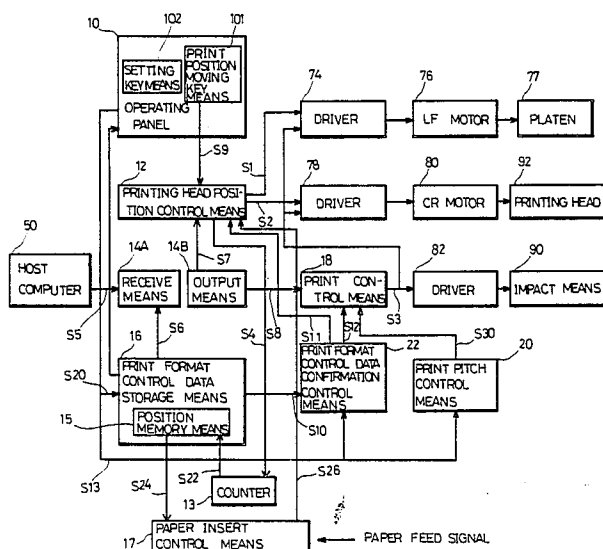 10
102
101
SETTING
KEY MEANS
PRINT
POSITION
MOVING
KEY
MEANS
OPERATING
PANEL
74
DRIVER
76
LF MOTOR
77
PLATEN
S9
S1
12
PRINTING HEAD POSI-
TION CONTROL MEANS
S2
78
DRIVER
80
CR MOTOR
92
PRINTING HEAD
50
HOST
COMPUTER
S5
14A
RECEIVE
MEANS
14B
OUTPUT
MEANS
S7
S4
S8
18
PRINT CON-
TROL MEANS
S3
82
DRIVER
90
IMPACT MEANS
S6
S11
S12
S30
16
PRINT FORMAT
CONTROL DATA
STORAGE MEANS
15
POSITION
MEMORY MEANS
S20
S10
22
PRINT FORMAT
CONTROL DATA
CONFIRMATION
CONTROL
MEANS
20
PRINT PITCH
CONTROL
MEANS
S13
S24
S22
13
COUNTER
S26
17
PAPER INSERT
CONTROL MEANS
PAPER FEED SIGNAL